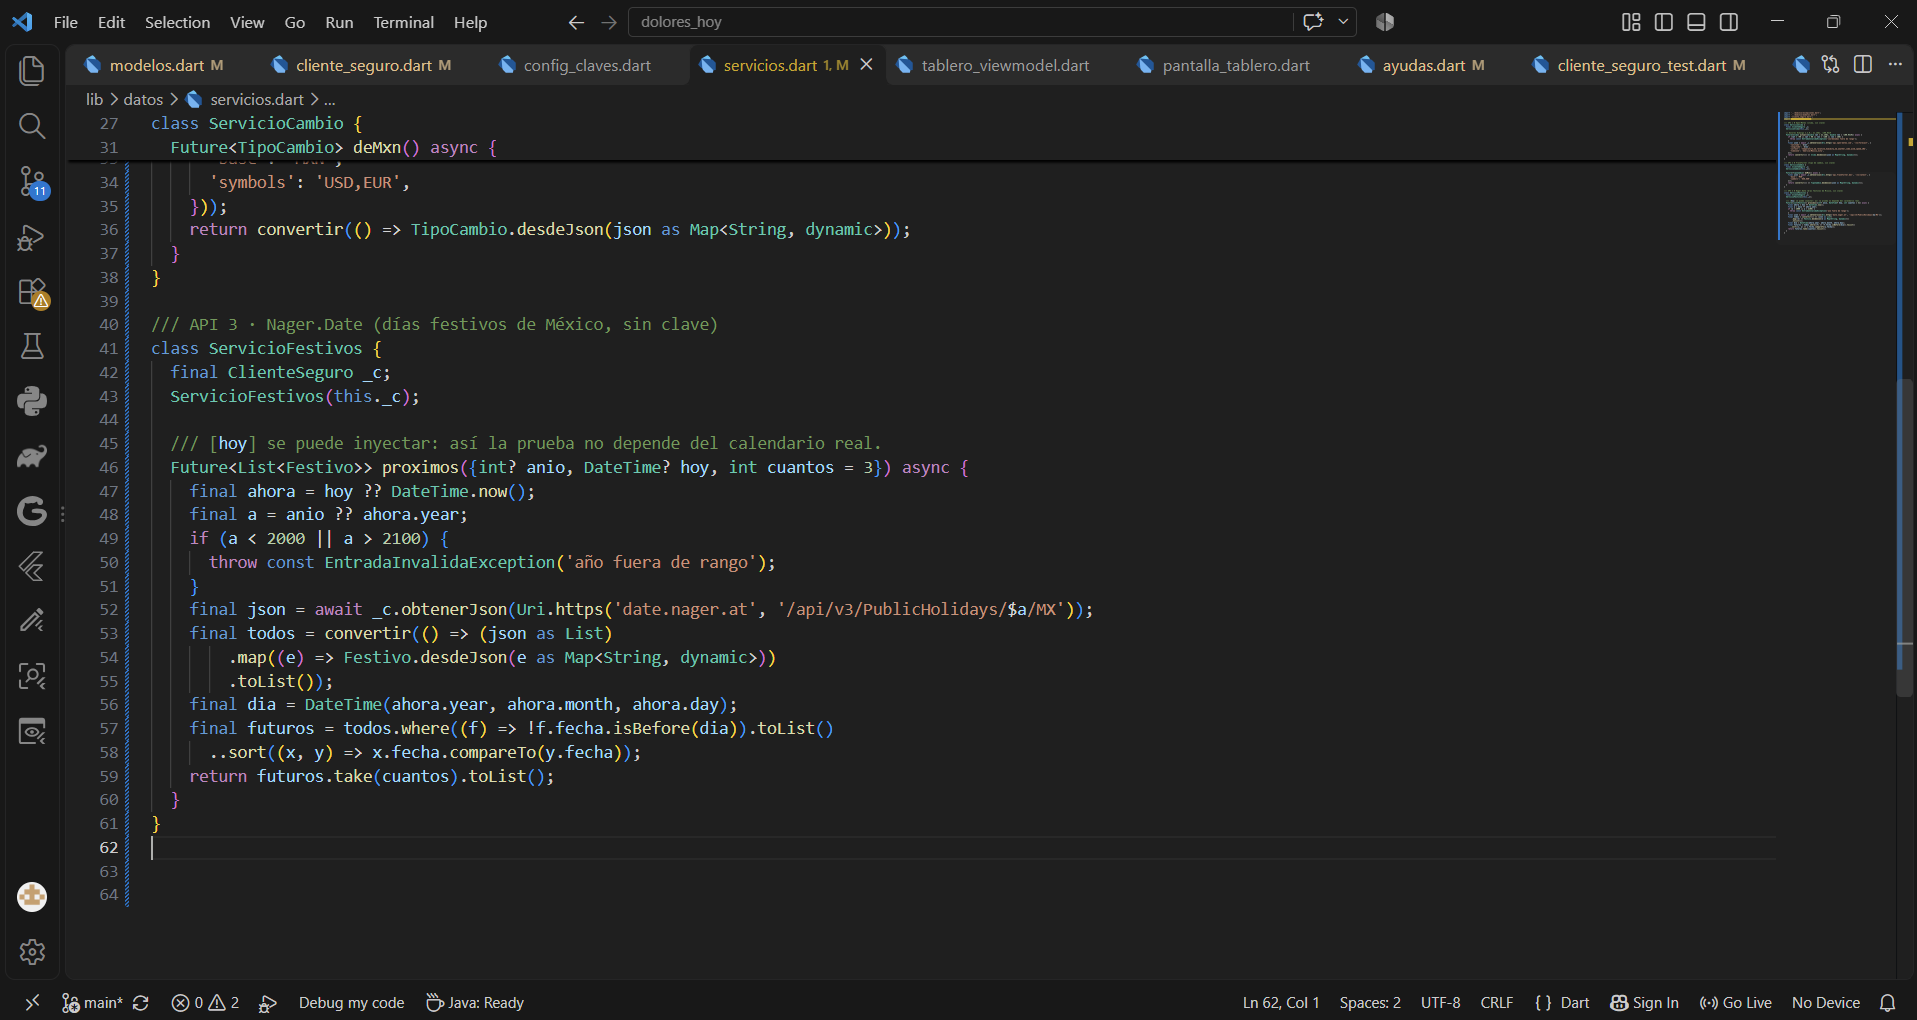 File Edit Selection View Go Run Terminal Help
dolores_hoy
modelos.dart M
cliente_seguro.dart M
config_claves.dart
servicios.dart 1, M
tablero_viewmodel.dart
pantalla_tablero.dart
ayudas.dart M
cliente_seguro_test.dart M
lib > datos > servicios.dart > ...
27 class ServicioCambio {
31 Future<TipoCambio> deMxn() async {
34 'symbols': 'USD,EUR',
35 }));
36 return convertir(() => TipoCambio.desdeJson(json as Map<String, dynamic>));
37 }
38 }
39
40 /// API 3 · Nager.Date (días festivos de México, sin clave)
41 class ServicioFestivos {
42 final ClienteSeguro _c;
43 ServicioFestivos(this._c);
44
45 /// [hoy] se puede inyectar: así la prueba no depende del calendario real.
46 Future<List<Festivo>> proximos({int? anio, DateTime? hoy, int cuantos = 3}) async {
47 final ahora = hoy ?? DateTime.now();
48 final a = anio ?? ahora.year;
49 if (a < 2000 || a > 2100) {
50 throw const EntradaInvalidaException('año fuera de rango');
51 }
52 final json = await _c.obtenerJson(Uri.https('date.nager.at', '/api/v3/PublicHolidays/$a/MX'));
53 final todos = convertir(() => (json as List)
54 .map((e) => Festivo.desdeJson(e as Map<String, dynamic>))
55 .toList());
56 final dia = DateTime(ahora.year, ahora.month, ahora.day);
57 final futuros = todos.where((f) => !f.fecha.isBefore(dia)).toList()
58 ..sort((x, y) => x.fecha.compareTo(y.fecha));
59 return futuros.take(cuantos).toList();
60 }
61 }
62
63
64
11
main* 0 2 Debug my code Java: Ready Ln 62, Col 1 Spaces: 2 UTF-8 CRLF { } Dart Sign In Go Live No Device